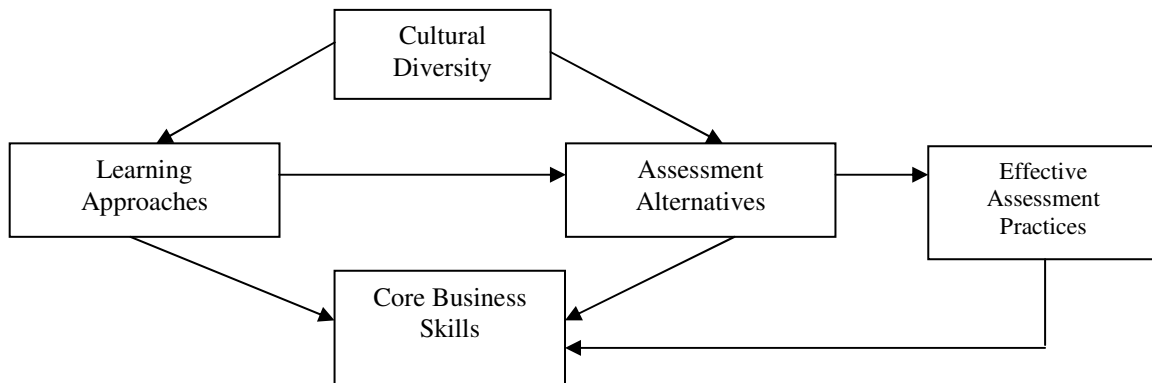 Cultural
Diversity
Learning
Approaches
Assessment
Alternatives
Effective
Assessment
Practices
Core Business
Skills